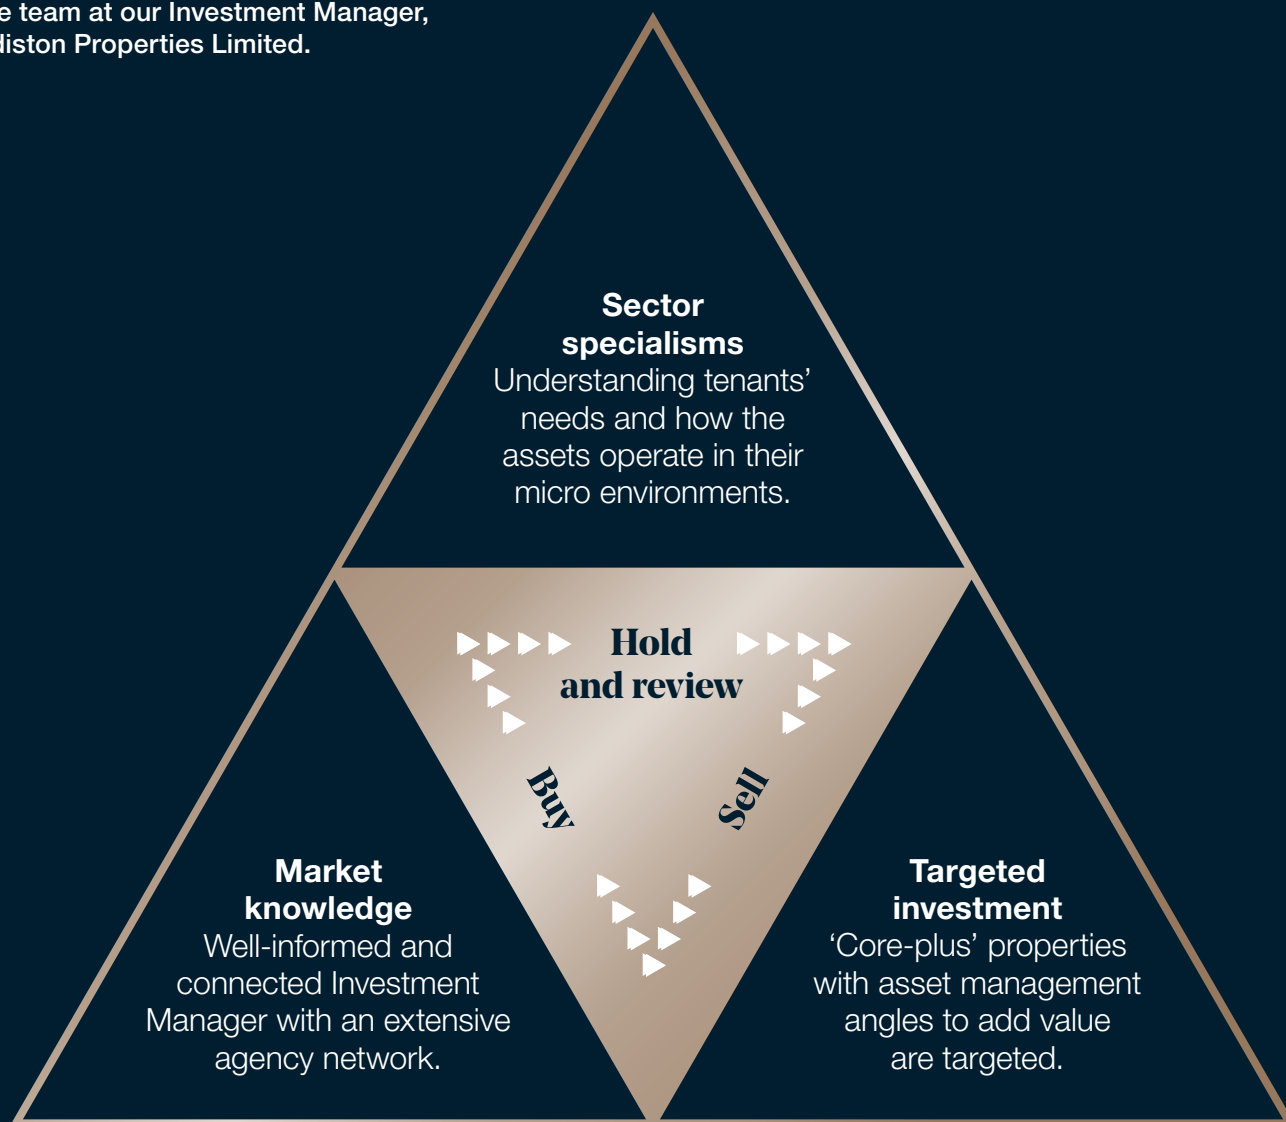 e team at our Investment Manager,
diston Properties Limited.
Sector
specialisms
Understanding tenants’
needs and how the
assets operate in their
micro environments.
Hold
and review
Buy
Sell
Market
knowledge
Well-informed and
connected Investment
Manager with an extensive
agency network.
Targeted
investment
‘Core-plus’ properties
with asset management
angles to add value
are targeted.